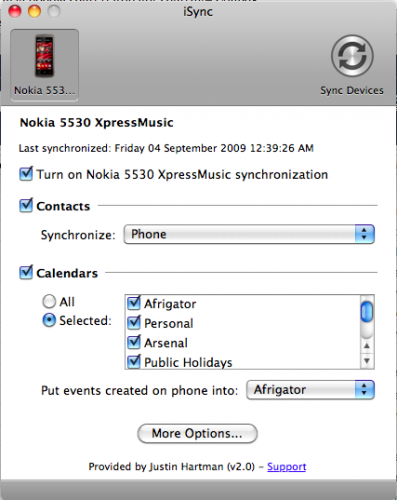 iSync
Nokia 553...
Sync Devices
Nokia 5530 XpressMusic
Last synchronized: Friday 04 September 2009 12:39:26 AM
Turn on Nokia 5530 XpressMusic synchronization
Contacts
Synchronize: Phone
Calendars
All
Selected:
Afrigator
Personal
Arsenal
Public Holidays
Put events created on phone into: Afrigator
More Options...
Provided by Justin Hartman (v2.0) – Support